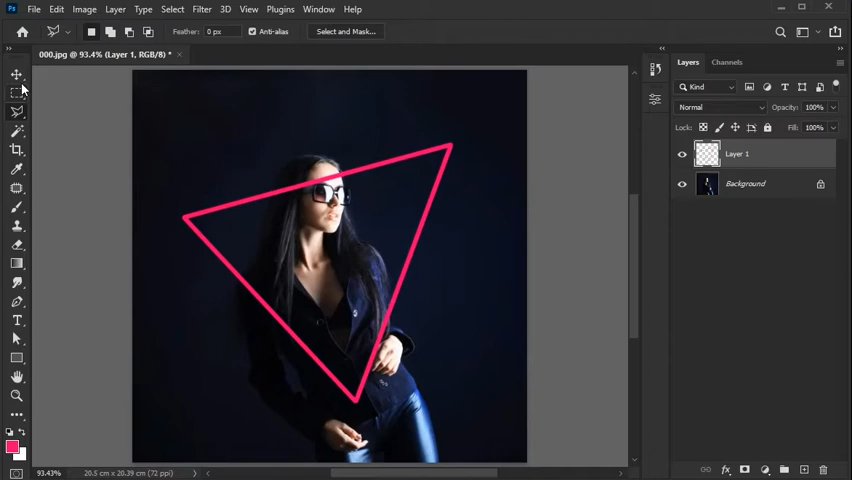 Ps File Edit Image Layer Type Select Filter 3D View Plugins Window Help
Feather: 0 px Anti-alias Select and Mask...
000.jpg @ 93.4% (Layer 1, RGB/8) *
Layers Channels
Kind
Normal Opacity: 100%
Lock: Fill: 100%
Layer 1
Background
T
fx
93.43% 20.5 cm x 20.39 cm (72 ppi)